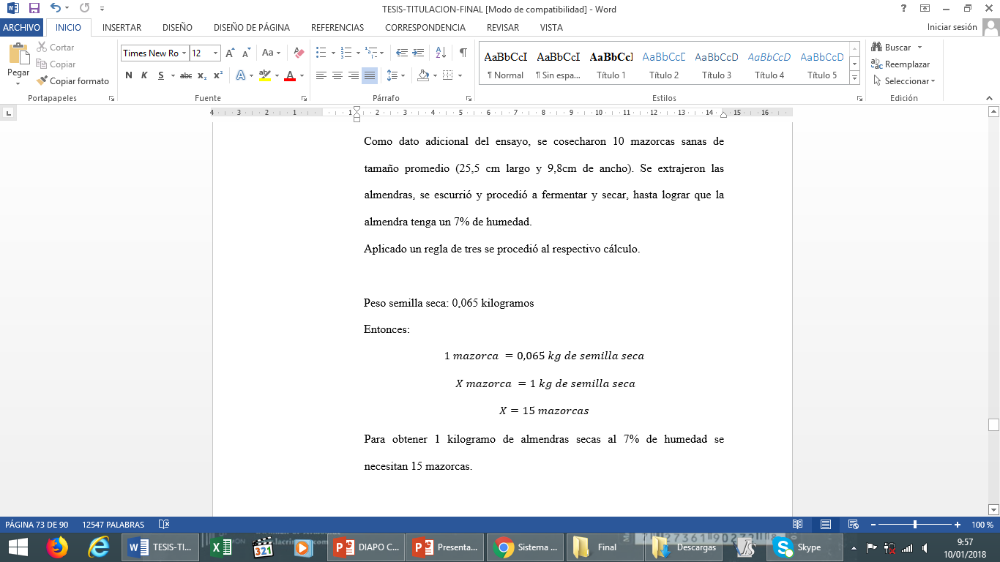 TESIS-TITULACION-FINAL [Modo de compatibilidad] - Word
ARCHIVO INICIO INSERTAR DISEÑO DISEÑO DE PÁGINA REFERENCIAS CORRESPONDENCIA REVISAR VISTA Iniciar sesión
Pegar
Cortar
Copiar
Copiar formato
Portapapeles
Times New Ro 12
N K S abc x₂ x²
Fuente
Párrafo
AaBbCcI AaBbCcI AaBbCc AaBbCcD AaBbCcD AaBbCcD AaBbCcD
¶ Normal ¶ Sin espa... Título 1 Título 2 Título 3 Título 4 Título 5
Estilos
Buscar
Reemplazar
Seleccionar
Edición
4 3 2 1 1 2 3 4 5 6 7 8 9 10 11 12 13 14 15 16
Como dato adicional del ensayo, se cosecharon 10 mazorcas sanas de
tamaño promedio (25,5 cm largo y 9,8cm de ancho). Se extrajeron las
almendras, se escurrió y procedió a fermentar y secar, hasta lograr que la
almendra tenga un 7% de humedad.
Aplicado un regla de tres se procedió al respectivo cálculo.
Peso semilla seca: 0,065 kilogramos
Entonces:
1 mazorca = 0,065 kg de semilla seca
X mazorca = 1 kg de semilla seca
X = 15 mazorcas
Para obtener 1 kilogramo de almendras secas al 7% de humedad se
necesitan 15 mazorcas.
PÁGINA 73 DE 90 12547 PALABRAS 100 %
TESIS-TI... DIAPO C... Presenta... Sistema ... Final Descargas Skype
9:57
10/01/2018